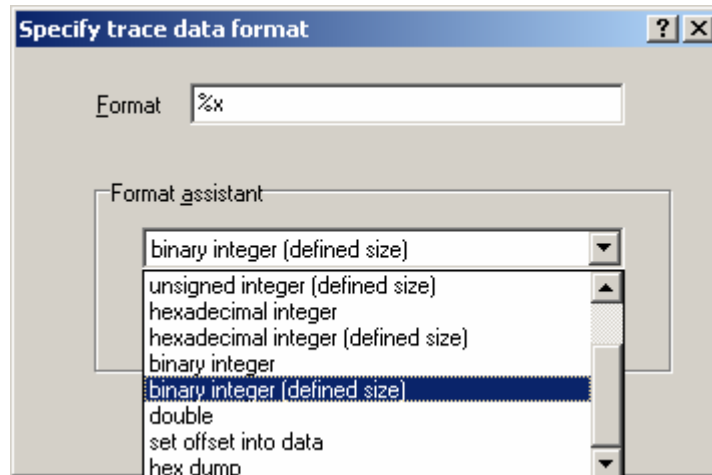 Specify trace data format
Format %x
Format assistant
binary integer (defined size)
unsigned integer (defined size)
hexadecimal integer
hexadecimal integer (defined size)
binary integer
binary integer (defined size)
double
set offset into data
hex dump